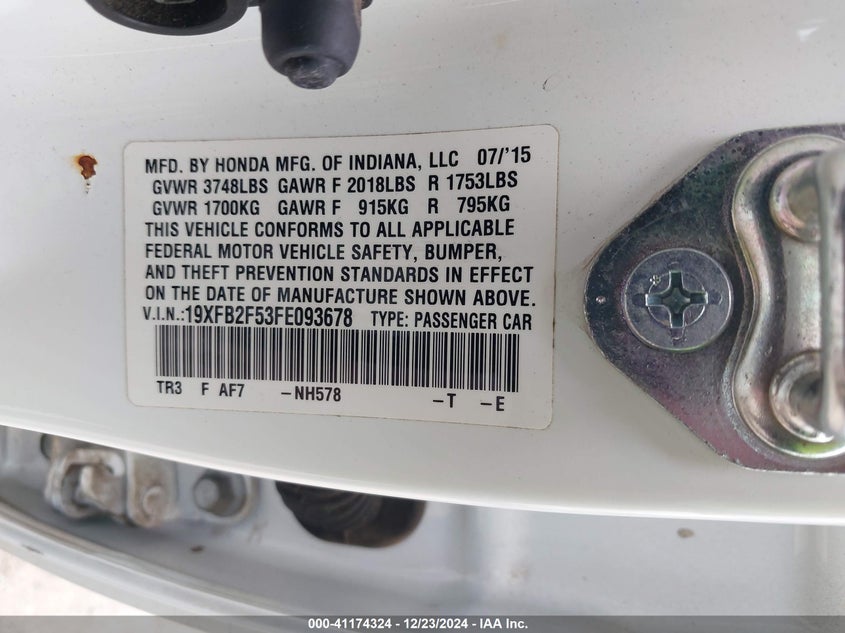 MFD. BY HONDA MFG. OF INDIANA, LLC 07/'15
GVWR 3748LBS GAWR F 2018LBS R 1753LBS
GVWR 1700KG GAWR F 915KG R 795KG
THIS VEHICLE CONFORMS TO ALL APPLICABLE
FEDERAL MOTOR VEHICLE SAFETY, BUMPER,
AND THEFT PREVENTION STANDARDS IN EFFECT
ON THE DATE OF MANUFACTURE SHOWN ABOVE.
V.I.N.:19XFB2F53FE093678 TYPE: PASSENGER CAR
TR3 F AF7 -NH578 -T -E
000-41174324 - 12/23/2024 - IAA Inc.